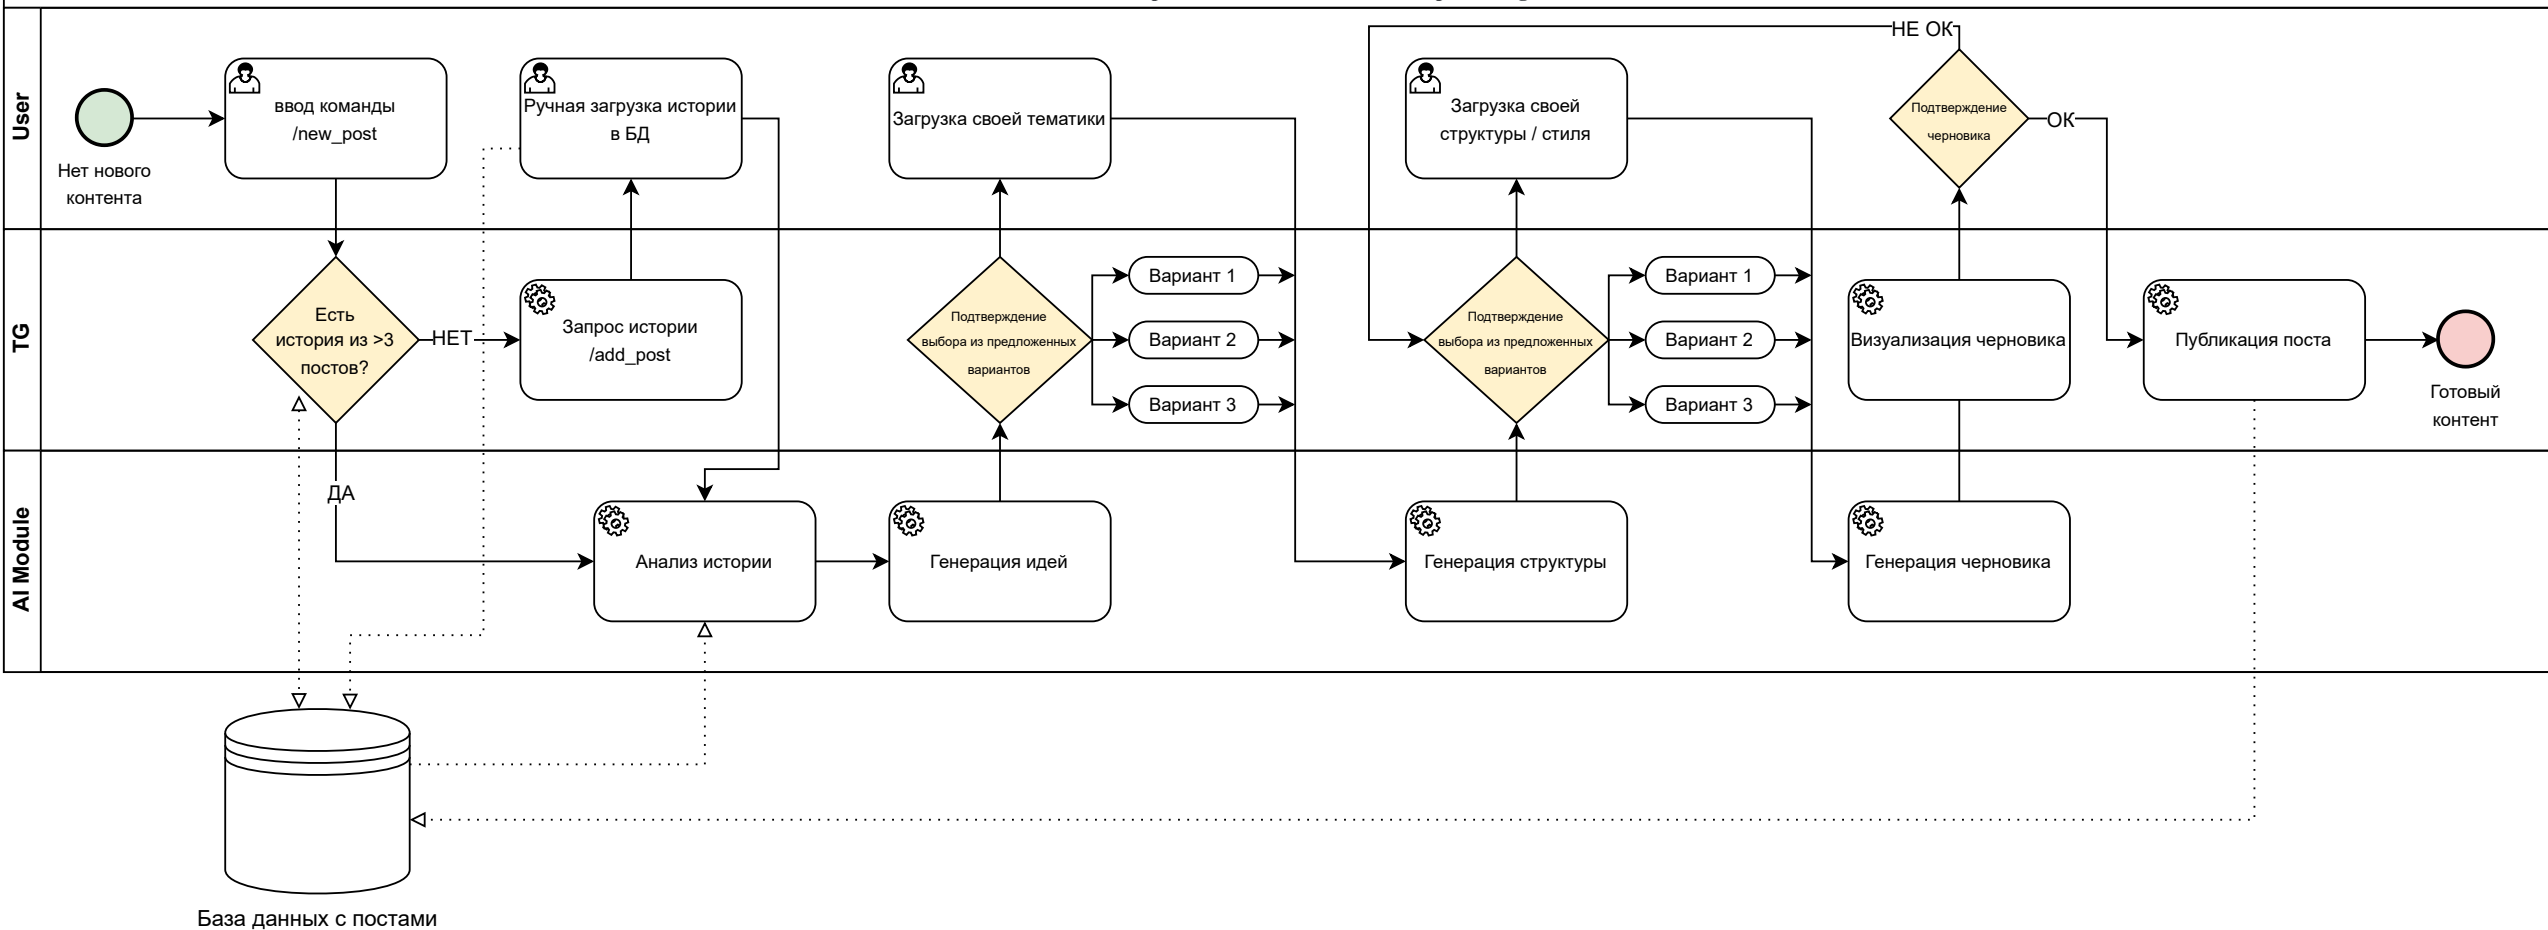 User
Нет нового
контента
ввод команды
/new_post
Ручная загрузка истории
в БД
Загрузка своей тематики
Загрузка своей
структуры / стиля
НЕ ОК
Подтверждение
черновика
ОК
TG
Есть
история из >3
постов?
НЕТ
Запрос истории
/add_post
Подтверждение
выбора из предложенных
вариантов
Вариант 1
Вариант 2
Вариант 3
Подтверждение
выбора из предложенных
вариантов
Вариант 1
Вариант 2
Вариант 3
Визуализация черновика
Публикация поста
Готовый
контент
AI Module
ДА
Анализ истории
Генерация идей
Генерация структуры
Генерация черновика
База данных с постами